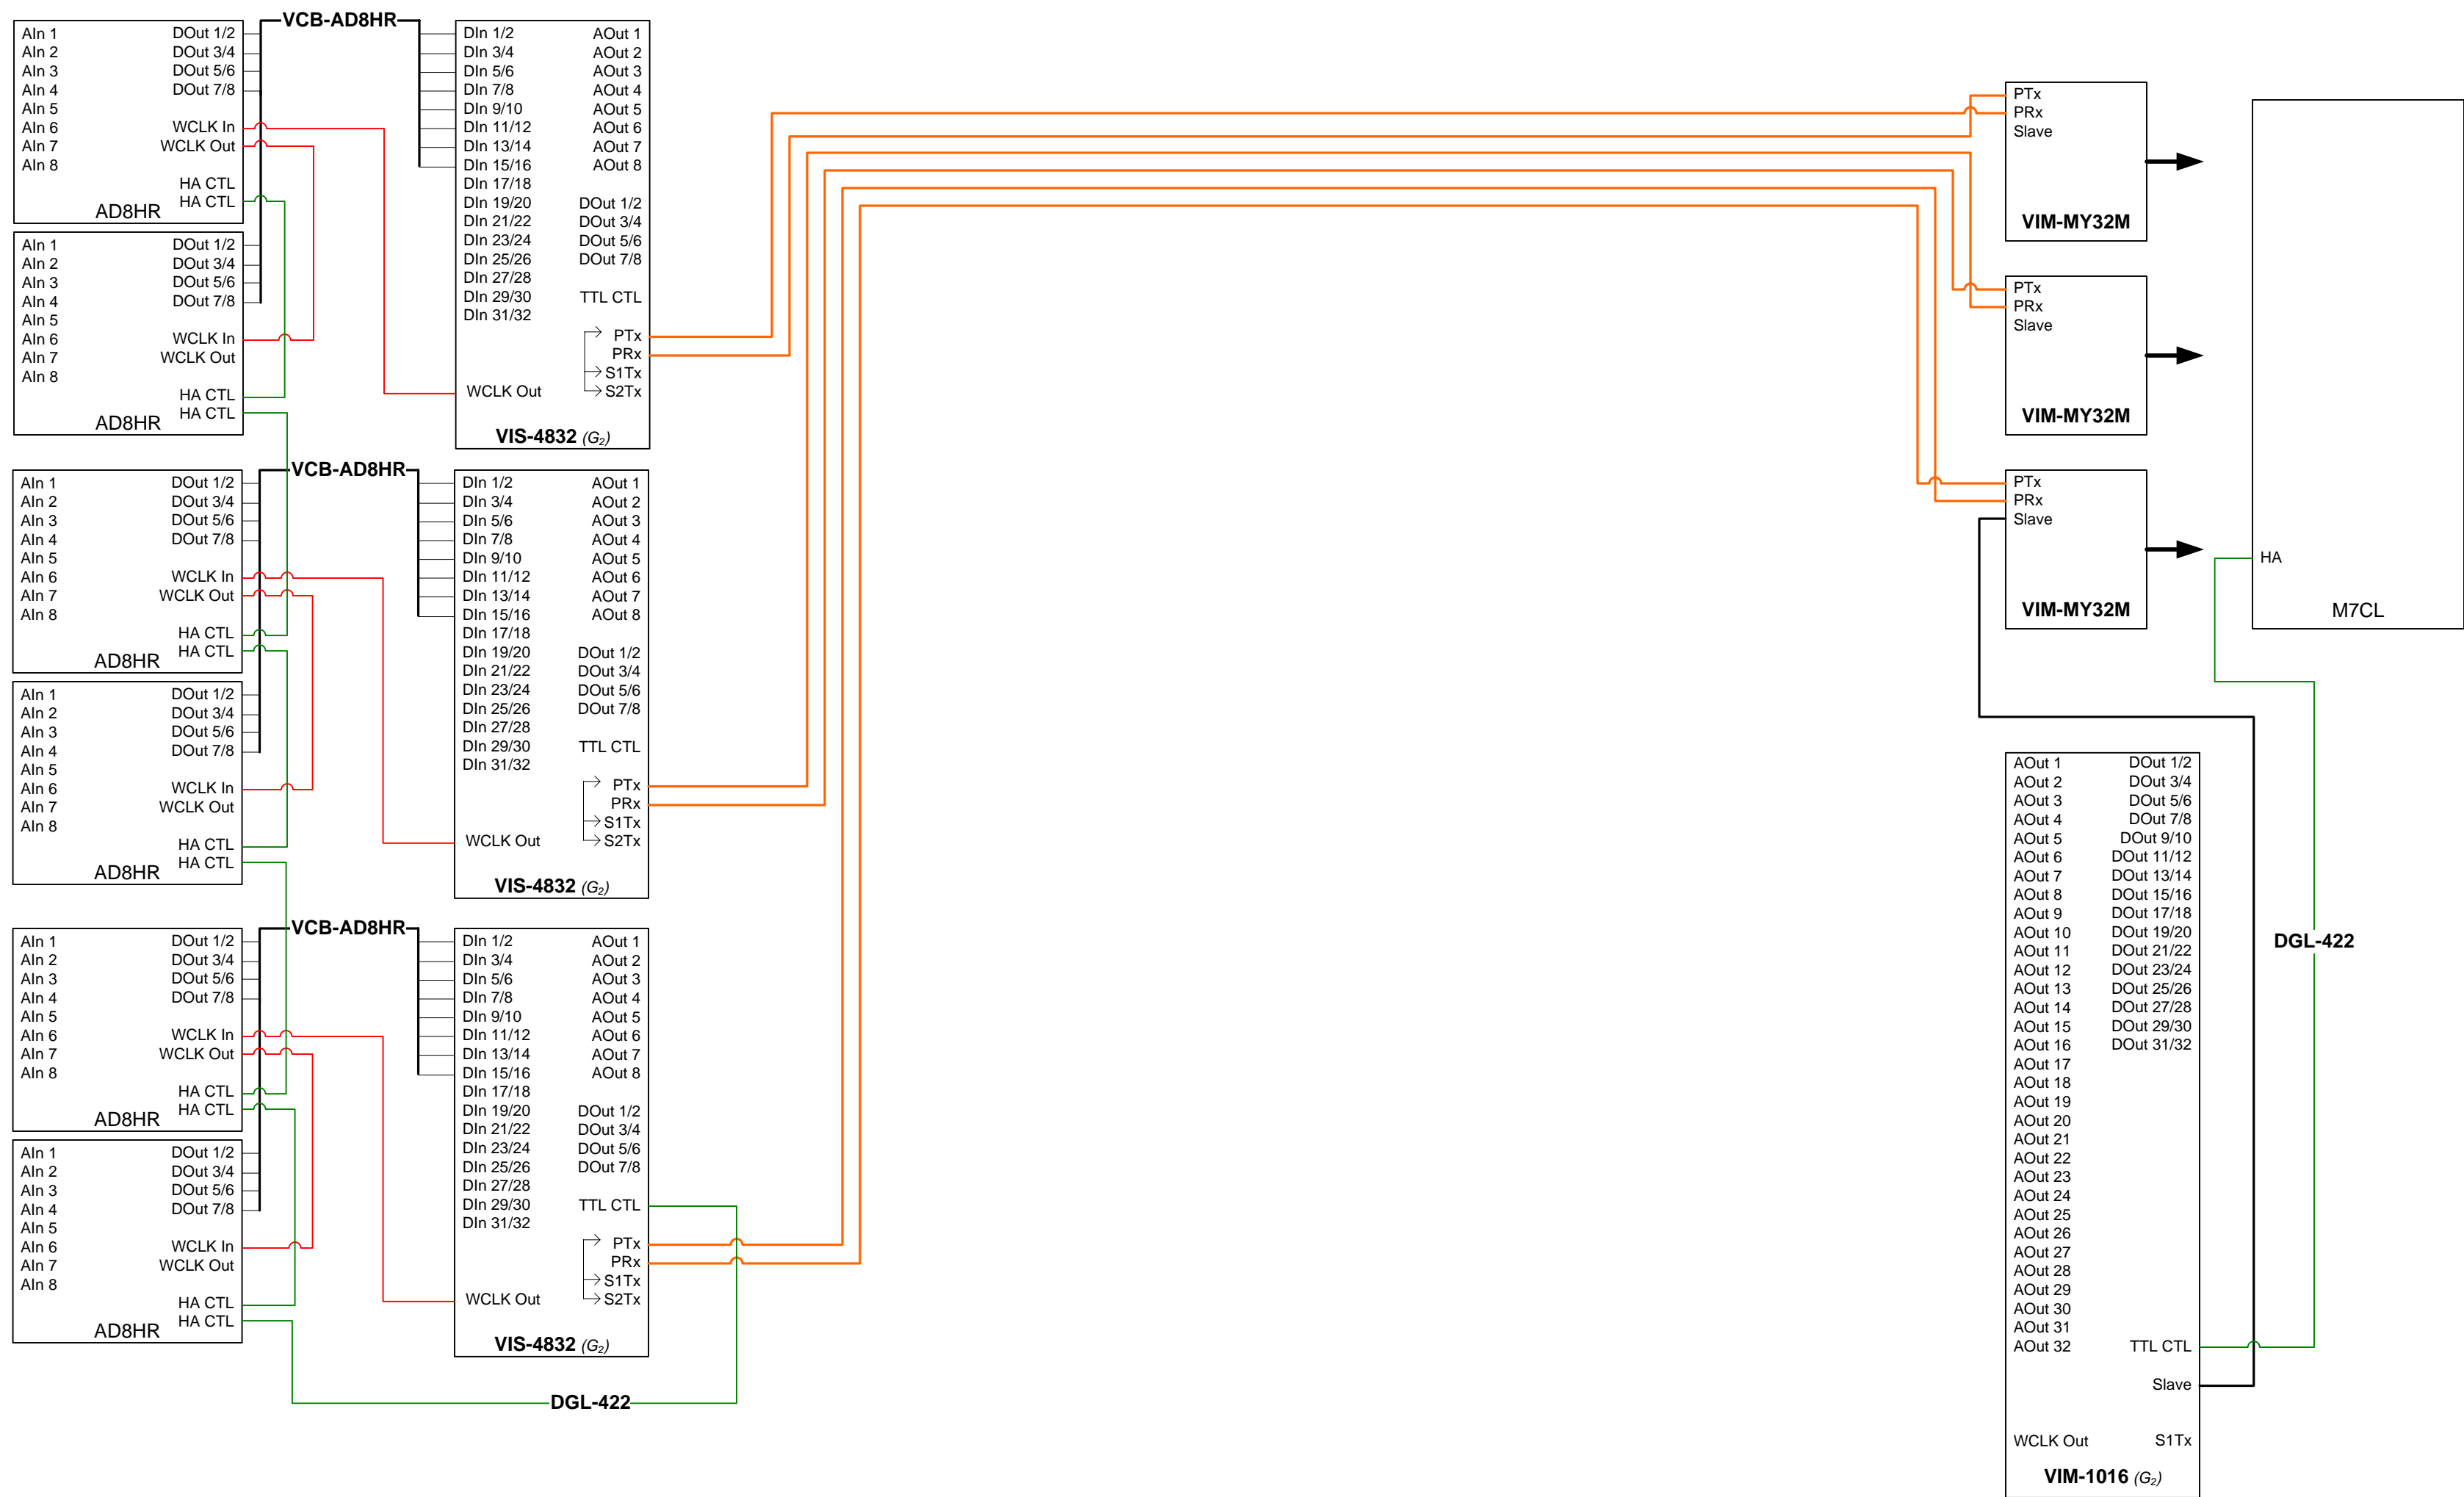 VCB-AD8HR
AIn 1 DOut 1/2
AIn 2 DOut 3/4
AIn 3 DOut 5/6
AIn 4 DOut 7/8
AIn 5
AIn 6 WCLK In
AIn 7 WCLK Out
AIn 8
HA CTL
HA CTL
AD8HR
AIn 1 DOut 1/2
AIn 2 DOut 3/4
AIn 3 DOut 5/6
AIn 4 DOut 7/8
AIn 5
AIn 6 WCLK In
AIn 7 WCLK Out
AIn 8
HA CTL
HA CTL
AD8HR
DIn 1/2 AOut 1
DIn 3/4 AOut 2
DIn 5/6 AOut 3
DIn 7/8 AOut 4
DIn 9/10 AOut 5
DIn 11/12 AOut 6
DIn 13/14 AOut 7
DIn 15/16 AOut 8
DIn 17/18
DIn 19/20 DOut 1/2
DIn 21/22 DOut 3/4
DIn 23/24 DOut 5/6
DIn 25/26 DOut 7/8
DIn 27/28
DIn 29/30 TTL CTL
DIn 31/32
PTx
PRx
S1Tx
WCLK Out S2Tx
VIS-4832 (G₂)
VCB-AD8HR
AIn 1 DOut 1/2
AIn 2 DOut 3/4
AIn 3 DOut 5/6
AIn 4 DOut 7/8
AIn 5
AIn 6 WCLK In
AIn 7 WCLK Out
AIn 8
HA CTL
HA CTL
AD8HR
AIn 1 DOut 1/2
AIn 2 DOut 3/4
AIn 3 DOut 5/6
AIn 4 DOut 7/8
AIn 5
AIn 6 WCLK In
AIn 7 WCLK Out
AIn 8
HA CTL
HA CTL
AD8HR
DIn 1/2 AOut 1
DIn 3/4 AOut 2
DIn 5/6 AOut 3
DIn 7/8 AOut 4
DIn 9/10 AOut 5
DIn 11/12 AOut 6
DIn 13/14 AOut 7
DIn 15/16 AOut 8
DIn 17/18
DIn 19/20 DOut 1/2
DIn 21/22 DOut 3/4
DIn 23/24 DOut 5/6
DIn 25/26 DOut 7/8
DIn 27/28
DIn 29/30 TTL CTL
DIn 31/32
PTx
PRx
S1Tx
WCLK Out S2Tx
VIS-4832 (G₂)
VCB-AD8HR
AIn 1 DOut 1/2
AIn 2 DOut 3/4
AIn 3 DOut 5/6
AIn 4 DOut 7/8
AIn 5
AIn 6 WCLK In
AIn 7 WCLK Out
AIn 8
HA CTL
HA CTL
AD8HR
AIn 1 DOut 1/2
AIn 2 DOut 3/4
AIn 3 DOut 5/6
AIn 4 DOut 7/8
AIn 5
AIn 6 WCLK In
AIn 7 WCLK Out
AIn 8
HA CTL
HA CTL
AD8HR
DIn 1/2 AOut 1
DIn 3/4 AOut 2
DIn 5/6 AOut 3
DIn 7/8 AOut 4
DIn 9/10 AOut 5
DIn 11/12 AOut 6
DIn 13/14 AOut 7
DIn 15/16 AOut 8
DIn 17/18
DIn 19/20 DOut 1/2
DIn 21/22 DOut 3/4
DIn 23/24 DOut 5/6
DIn 25/26 DOut 7/8
DIn 27/28
DIn 29/30 TTL CTL
DIn 31/32
PTx
PRx
S1Tx
WCLK Out S2Tx
VIS-4832 (G₂)
DGL-422
PTx
PRx
Slave
VIM-MY32M
PTx
PRx
Slave
VIM-MY32M
PTx
PRx
Slave
VIM-MY32M
HA
M7CL
AOut 1 DOut 1/2
AOut 2 DOut 3/4
AOut 3 DOut 5/6
AOut 4 DOut 7/8
AOut 5 DOut 9/10
AOut 6 DOut 11/12
AOut 7 DOut 13/14
AOut 8 DOut 15/16
AOut 9 DOut 17/18
AOut 10 DOut 19/20
AOut 11 DOut 21/22
AOut 12 DOut 23/24
AOut 13 DOut 25/26
AOut 14 DOut 27/28
AOut 15 DOut 29/30
AOut 16 DOut 31/32
AOut 17
AOut 18
AOut 19
AOut 20
AOut 21
AOut 22
AOut 23
AOut 24
AOut 25
AOut 26
AOut 27
AOut 28
AOut 29
AOut 30
AOut 31
AOut 32 TTL CTL
Slave
WCLK Out S1Tx
VIM-1016 (G₂)
DGL-422